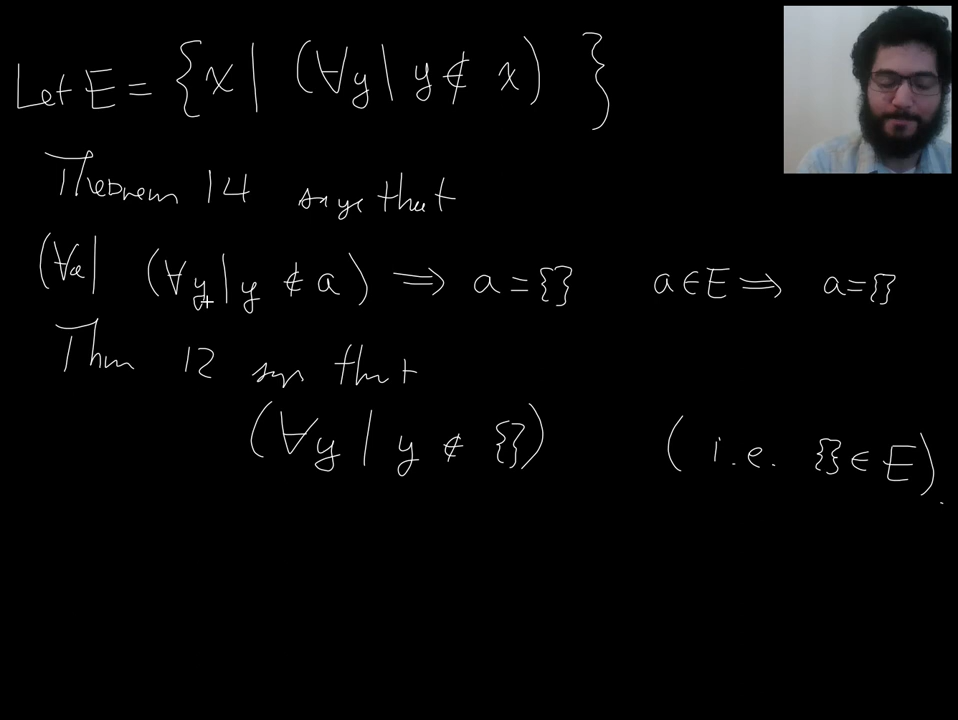 Let E = {x | (∀y | y ∉ x) }
Theorem 14 says that
(∀a | (∀y | y ∉ a) ⟹ a = {} a ∈ E ⟹ a = {}
Thm 12 says that
(∀y | y ∉ {}) (i.e. {} ∈ E).